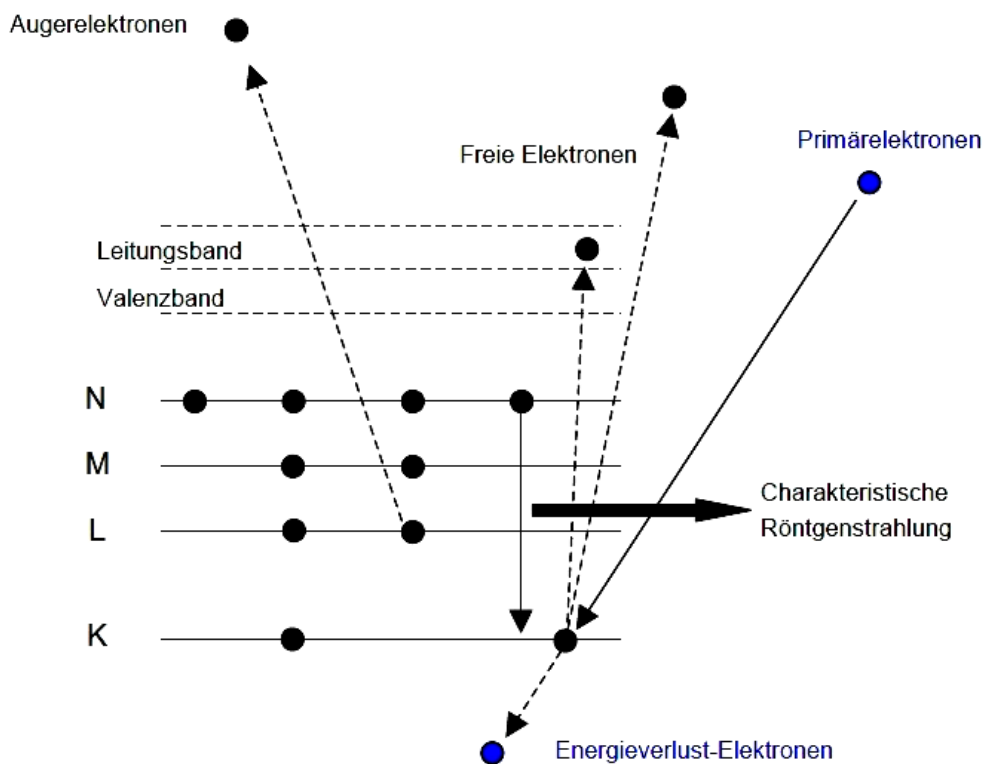 Augerelektronen
Freie Elektronen
Primärelektronen
Leitungsband
Valenzband
N
M
L
K
Charakteristische
Röntgenstrahlung
Energieverlust-Elektronen